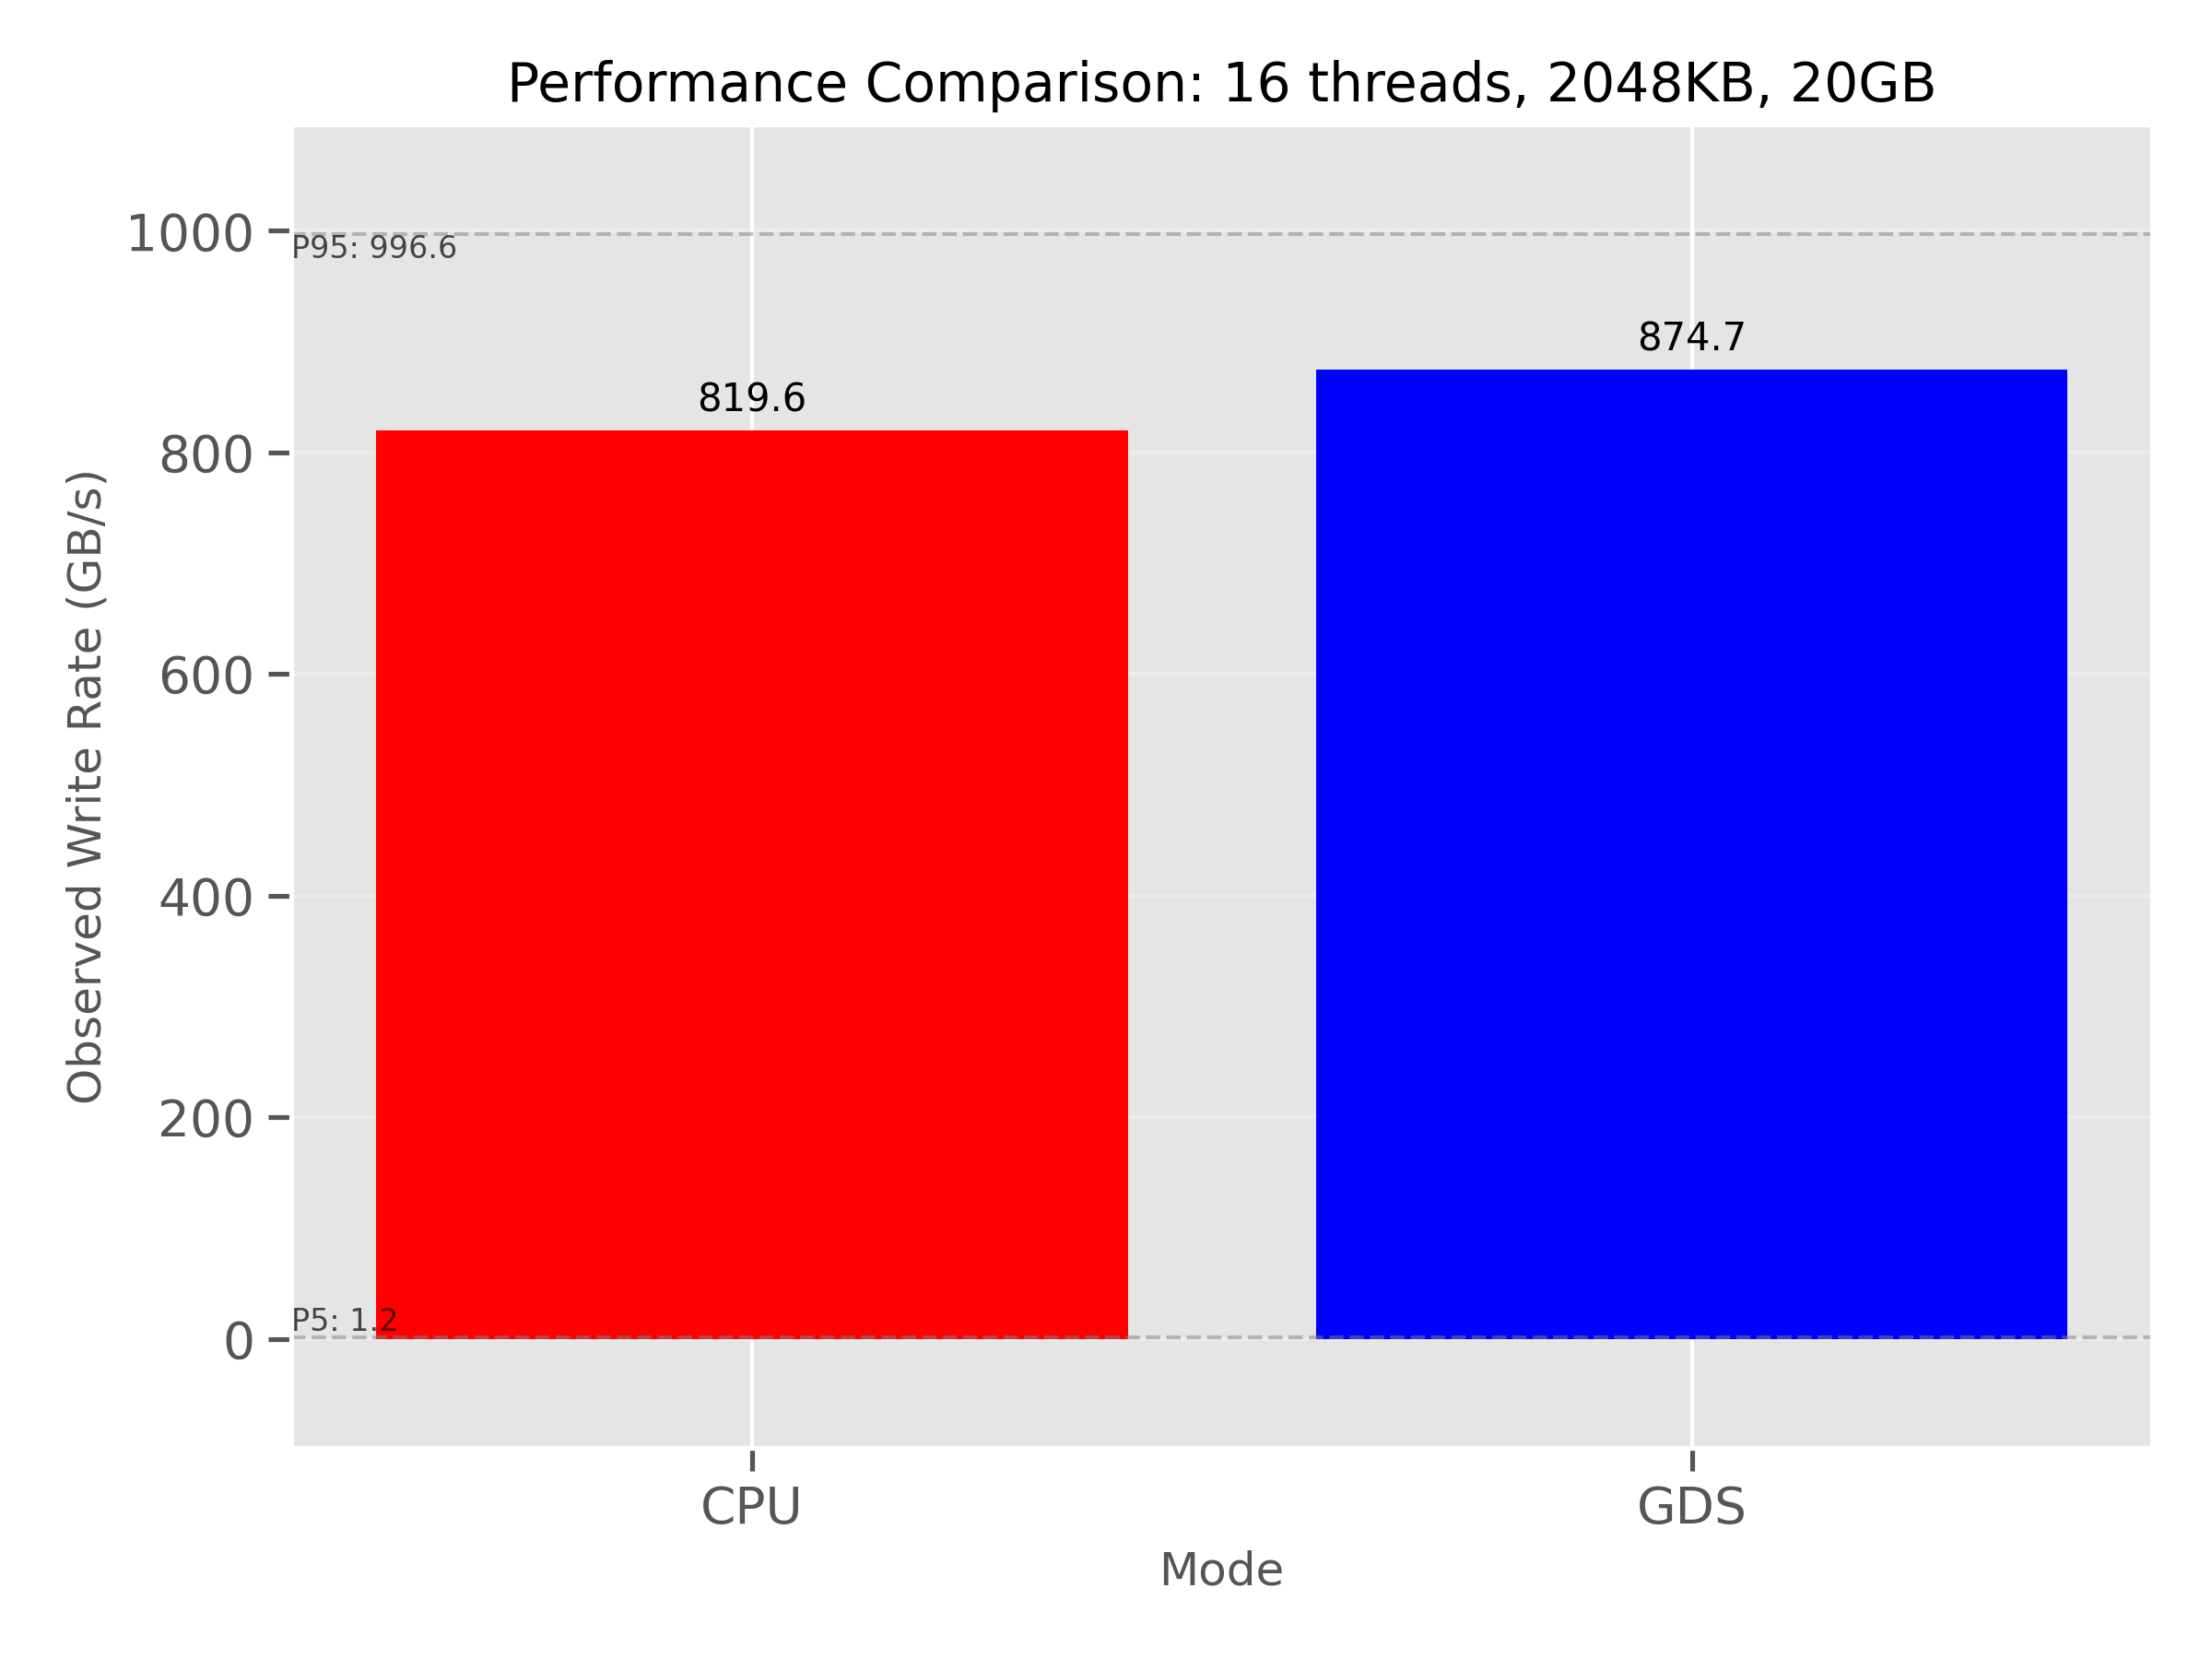 Performance Comparison: 16 threads, 2048KB, 20GB
Observed Write Rate (GB/s)
1000
800
600
400
200
0
P95: 996.6
P5: 1.2
819.6
874.7
CPU
GDS
Mode